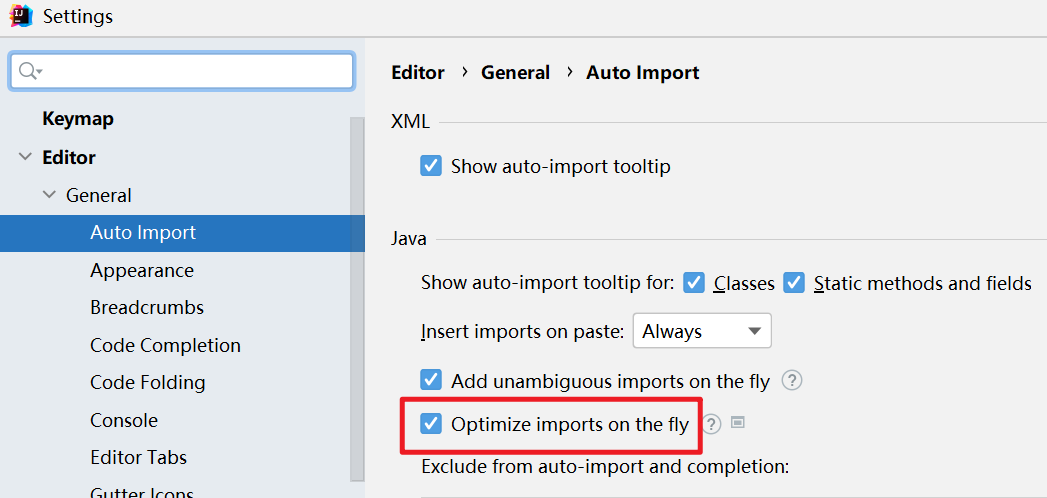 Settings
Keymap
Editor
General
Auto Import
Appearance
Breadcrumbs
Code Completion
Code Folding
Console
Editor Tabs
Gutter Icons
Editor › General › Auto Import
XML
Show auto-import tooltip
Java
Show auto-import tooltip for: Classes Static methods and fields
Insert imports on paste: Always
Add unambiguous imports on the fly ?
Optimize imports on the fly ?
Exclude from auto-import and completion: